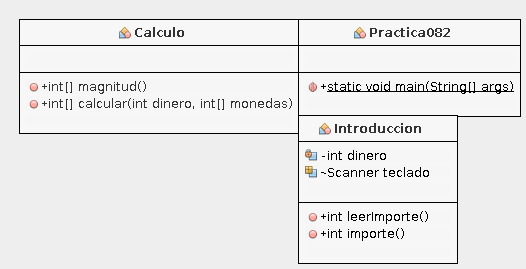 Calculo
+int[] magnitud()
+int[] calcular(int dinero, int[] monedas)
Practica082
+static void main(String[] args)
Introduccion
-int dinero
~Scanner teclado
+int leerImporte()
+int importe()